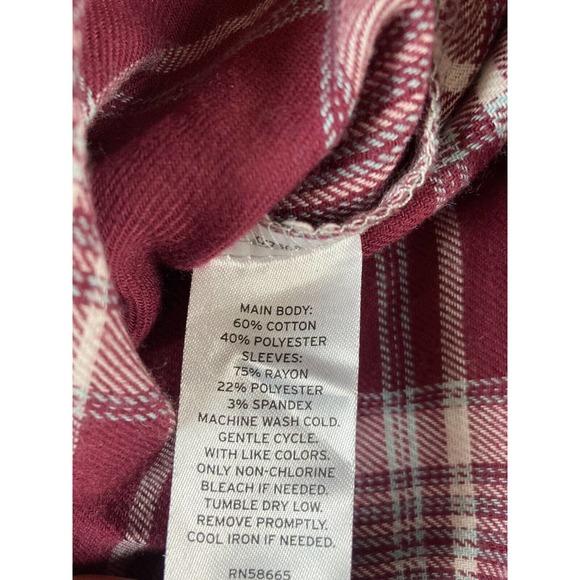 MAIN BODY:
60% COTTON
40% POLYESTER
SLEEVES:
75% RAYON
22% POLYESTER
3% SPANDEX
MACHINE WASH COLD.
GENTLE CYCLE.
WITH LIKE COLORS.
ONLY NON-CHLORINE
BLEACH IF NEEDED.
TUMBLE DRY LOW.
REMOVE PROMPTLY.
COOL IRON IF NEEDED.
RN58665